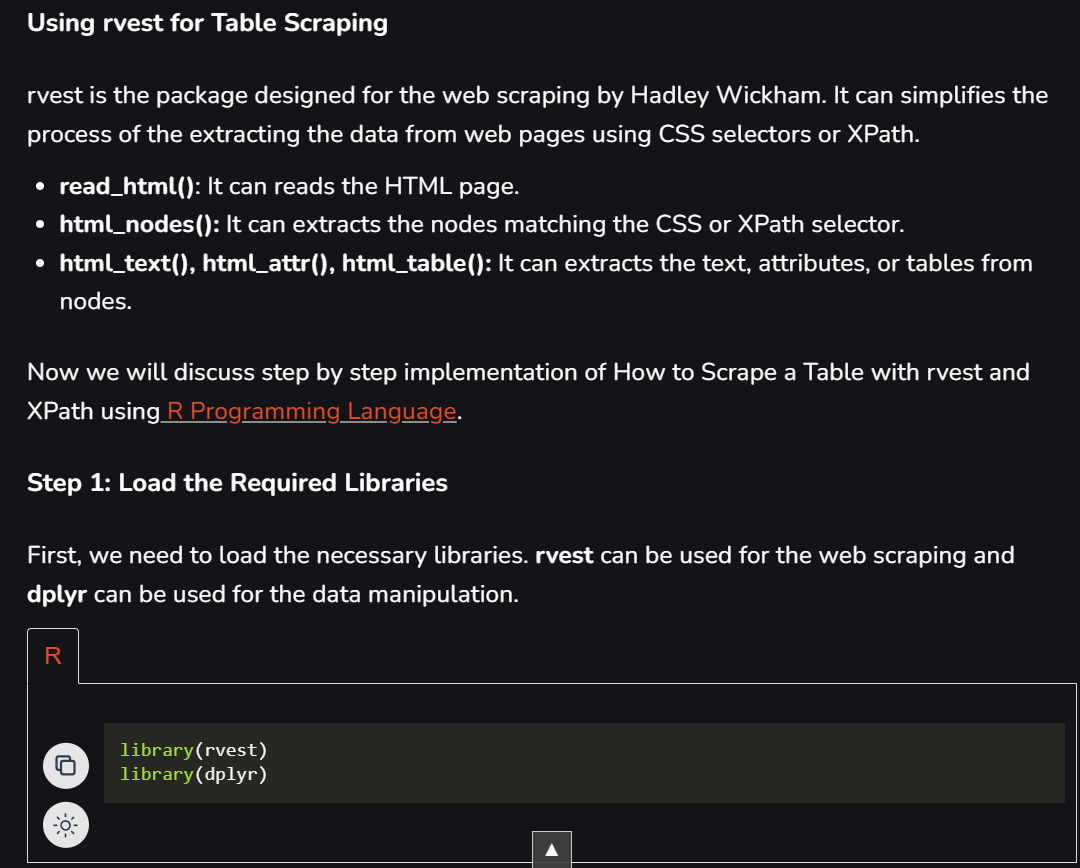 Using rvest for Table Scraping
rvest is the package designed for the web scraping by Hadley Wickham. It can simplifies the
process of the extracting the data from web pages using CSS selectors or XPath.
• read_html(): It can reads the HTML page.
• html_nodes(): It can extracts the nodes matching the CSS or XPath selector.
• html_text(), html_attr(), html_table(): It can extracts the text, attributes, or tables from
nodes.
Now we will discuss step by step implementation of How to Scrape a Table with rvest and
XPath using R Programming Language.
Step 1: Load the Required Libraries
First, we need to load the necessary libraries. rvest can be used for the web scraping and
dplyr can be used for the data manipulation.
R
library(rvest)
library(dplyr)